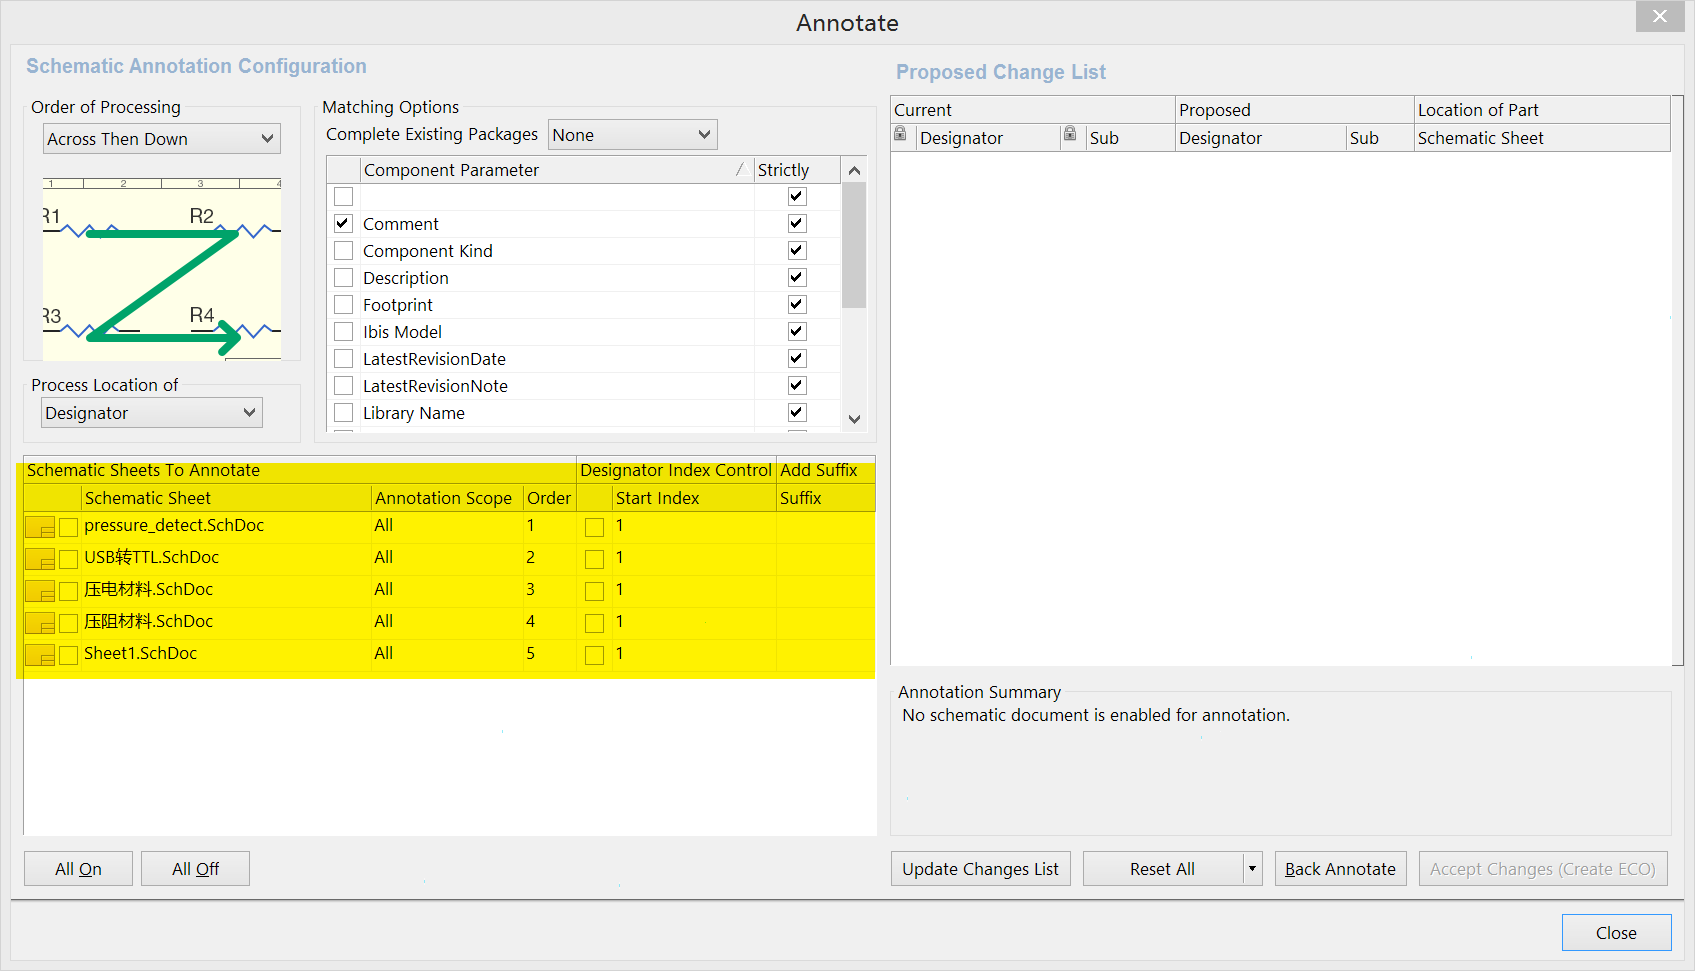 Annotate
Schematic Annotation Configuration
Order of Processing
Across Then Down
1 2 3 4
R1 R2
R3 R4
Process Location of
Designator
Matching Options
Complete Existing Packages None
Component Parameter Strictly
Comment
Component Kind
Description
Footprint
Ibis Model
LatestRevisionDate
LatestRevisionNote
Library Name
Schematic Sheets To Annotate Designator Index Control Add Suffix
Schematic Sheet Annotation Scope Order Start Index Suffix
pressure_detect.SchDoc All 1 1
USB转TTL.SchDoc All 2 1
压电材料.SchDoc All 3 1
压阻材料.SchDoc All 4 1
Sheet1.SchDoc All 5 1
All On All Off
Proposed Change List
Current Proposed Location of Part
Designator Sub Designator Sub Schematic Sheet
Annotation Summary
No schematic document is enabled for annotation.
Update Changes List Reset All Back Annotate Accept Changes (Create ECO)
Close